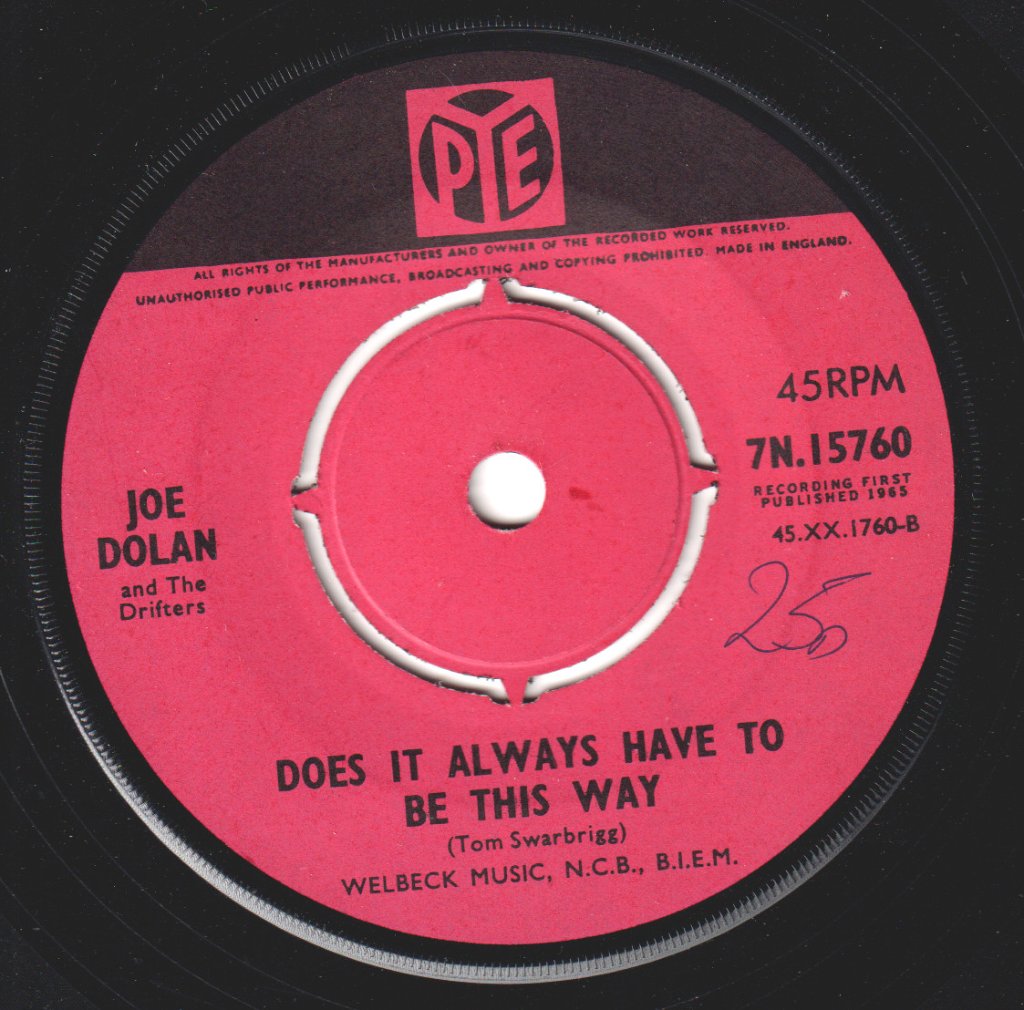 PYE
ALL RIGHTS OF THE MANUFACTURERS AND OWNER OF THE RECORDED WORK RESERVED.
UNAUTHORISED PUBLIC PERFORMANCE, BROADCASTING AND COPYING PROHIBITED. MADE IN ENGLAND.
45RPM
7N.15760
RECORDING FIRST
PUBLISHED 1965
45.XX.1760-B
25p
JOE
DOLAN
and The
Drifters
DOES IT ALWAYS HAVE TO
BE THIS WAY
(Tom Swarbrigg)
WELBECK MUSIC, N.C.B., B.I.E.M.